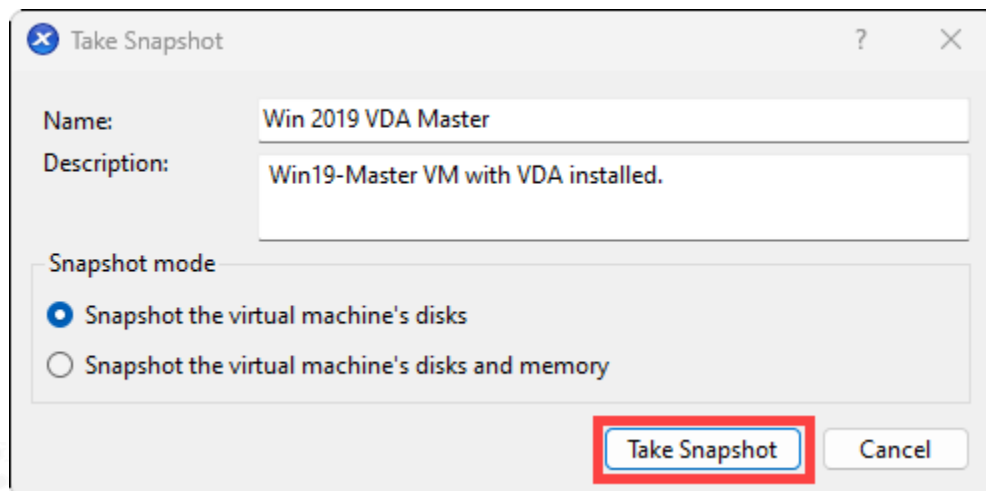 Take Snapshot
?
Name:
Win 2019 VDA Master
Description:
Win19-Master VM with VDA installed.
Snapshot mode
Snapshot the virtual machine's disks
Snapshot the virtual machine's disks and memory
Take Snapshot
Cancel